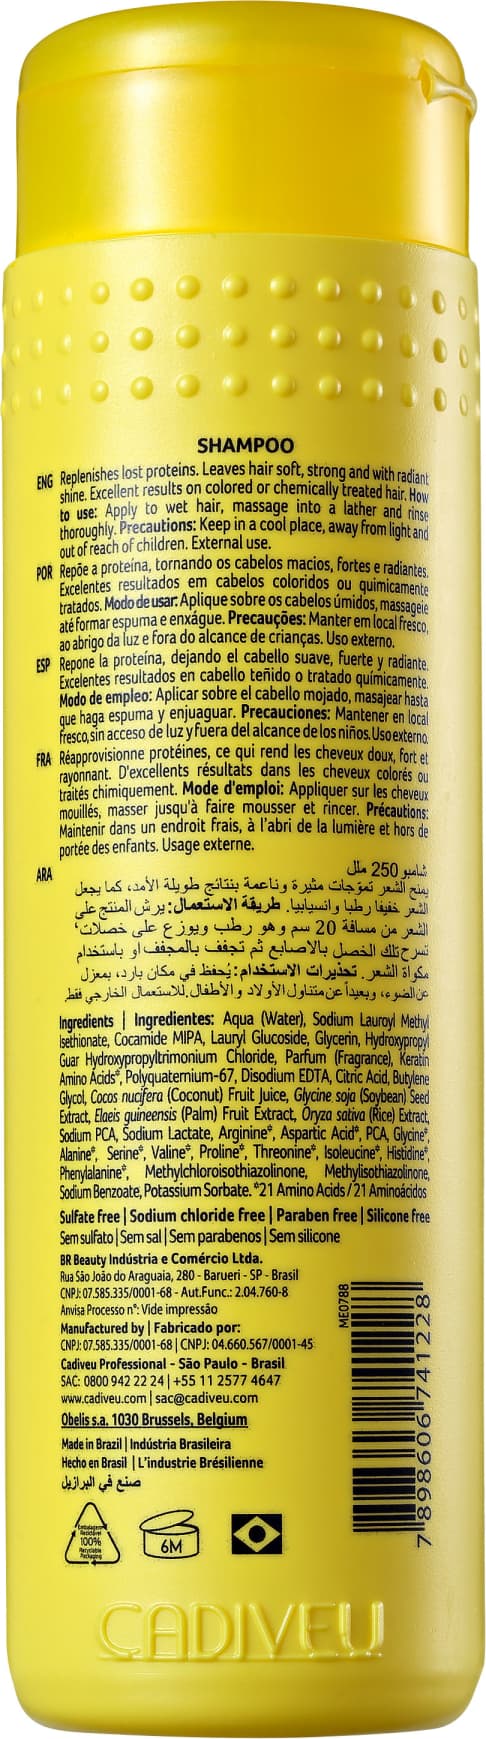 SHAMPOO
ENG Replenishes lost proteins. Leaves hair soft, strong and with radiant
shine. Excellent results on colored or chemically treated hair. How
to use: Apply to wet hair, massage into a lather and rinse
thoroughly. Precautions: Keep in a cool place, away from light and
out of reach of children. External use.
POR Repõe a proteína, tornando os cabelos macios, fortes e radiantes.
Excelentes resultados em cabelos coloridos ou quimicamente
tratados. Modo de usar: Aplique sobre os cabelos úmidos, massageie
até formar espuma e enxágue. Precauções: Manter em local fresco,
ao abrigo da luz e fora do alcance de crianças. Uso externo.
ESP Repone la proteína, dejando el cabello suave, fuerte y radiante.
Excelentes resultados en cabello teñido o tratado químicamente.
Modo de empleo: Aplicar sobre el cabello mojado, masajear hasta
que haga espuma y enjuaguar. Precauciones: Mantener en local
fresco, sin acceso de luz y fuera del alcance de los niños. Uso externo.
FRA Réapprovisionne protéines, ce qui rend les cheveux doux, fort et
rayonnant. D'excellents résultats dans les cheveux colorés ou
traités chimiquement. Mode d'emploi: Appliquer sur les cheveux
mouillés, masser jusqu'à faire mousser et rincer. Précautions:
Maintenir dans un endroit frais, à l'abri de la lumière et hors de
portée des enfants. Usage externe.
ARA شامبو 250 ملل
يمنح الشعر تموّجات مثيرة وناعمة بنتائج طويلة الأمد، كما يجعل
الشعر خفيفا رطبا وانسيابيا. طريقة الاستعمال: يرش المنتج على
الشعر من مسافة 20 سم وهو رطب ويوزع على خصلات،
تسرح تلك الخصل بالاصابع ثم تجفف بالمجفف او باستخدام
مكواة الشعر. تحذيرات الاستخدام: يُحفظ في مكان بارد، بمعزل
عن الضوء، وبعيداً عن متناول الأولاد والأطفال. للاستعمال الخارجي فقط.
Ingredients | Ingredientes: Aqua (Water), Sodium Lauroyl Methyl
Isethionate, Cocamide MIPA, Lauryl Glucoside, Glycerin, Hydroxypropyl
Guar Hydroxypropyltrimonium Chloride, Parfum (Fragrance), Keratin
Amino Acids*, Polyquaternium-67, Disodium EDTA, Citric Acid, Butylene
Glycol, Cocos nucifera (Coconut) Fruit Juice, Glycine soja (Soybean) Seed
Extract, Elaeis guineensis (Palm) Fruit Extract, Oryza sativa (Rice) Extract,
Sodium PCA, Sodium Lactate, Arginine*, Aspartic Acid*, PCA, Glycine*,
Alanine*, Serine*, Valine*, Proline*, Threonine*, Isoleucine*, Histidine*,
Phenylalanine*, Methylchloroisothiazolinone, Methylisothiazolinone,
Sodium Benzoate, Potassium Sorbate. *21 Amino Acids / 21 Aminoácidos
Sulfate free | Sodium chloride free | Paraben free | Silicone free
Sem sulfato | Sem sal | Sem parabenos | Sem silicone
BR Beauty Indústria e Comércio Ltda.
Rua São João do Araguaia, 280 - Barueri - SP - Brasil
CNPJ: 07.585.335/0001-68 - Aut.Func.: 2.04.760-8
Anvisa Processo n°: Vide impressão
Manufactured by | Fabricado por:
CNPJ: 07.585.335/0001-68 | CNPJ: 04.660.567/0001-45
Cadiveu Professional - São Paulo - Brasil
SAC: 0800 942 22 24 | +55 11 2577 4647
www.cadiveu.com | sac@cadiveu.com
Obelis s.a. 1030 Brussels, Belgium
Made in Brazil | Indústria Brasileira
Hecho en Brasil | L'industrie Brésilienne
صنع في البرازيل
ME0788
7 898606 741228
Embalagem
Reciclável
100%
Recyclable
Packaging
6M
CADIVEU